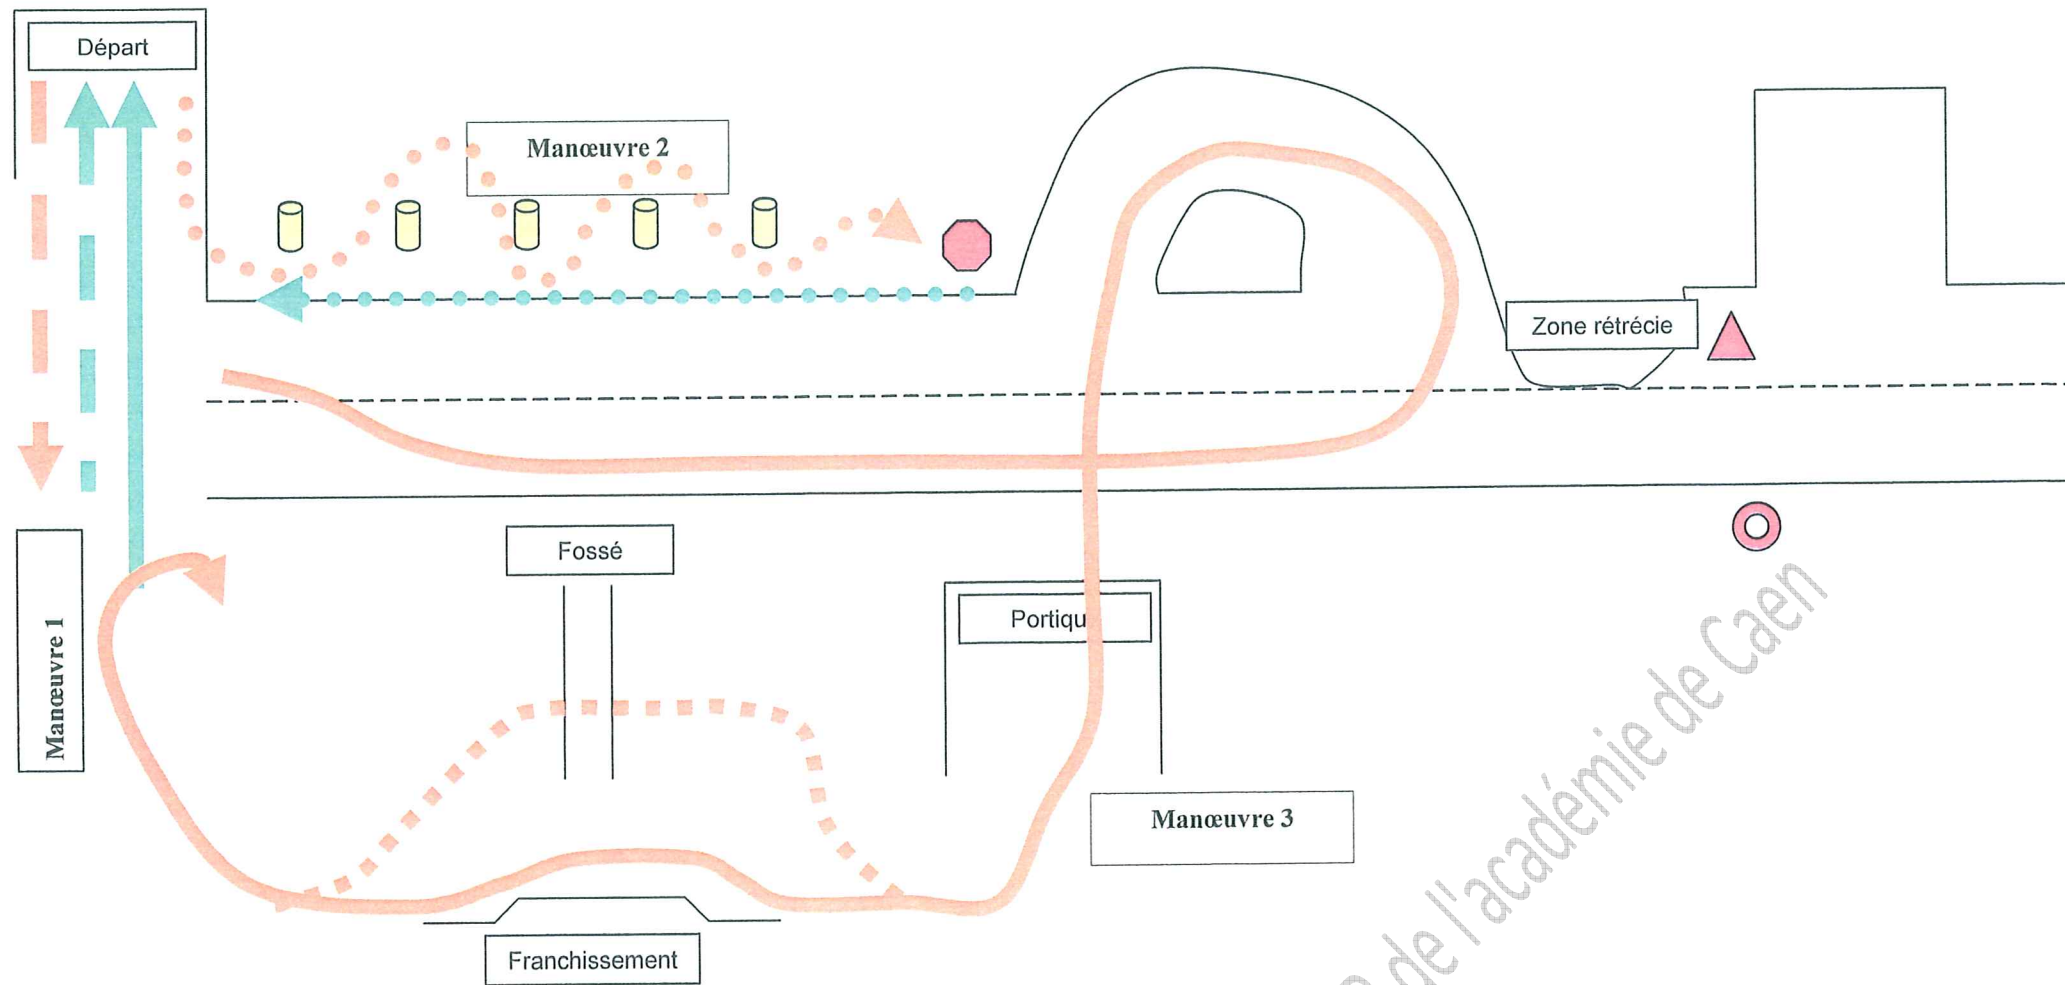 Départ
Manœuvre 2
Zone rétrécie
Fossé
Portiqu
Manœuvre 1
Manœuvre 3
Franchissement
de l'académie de Caen